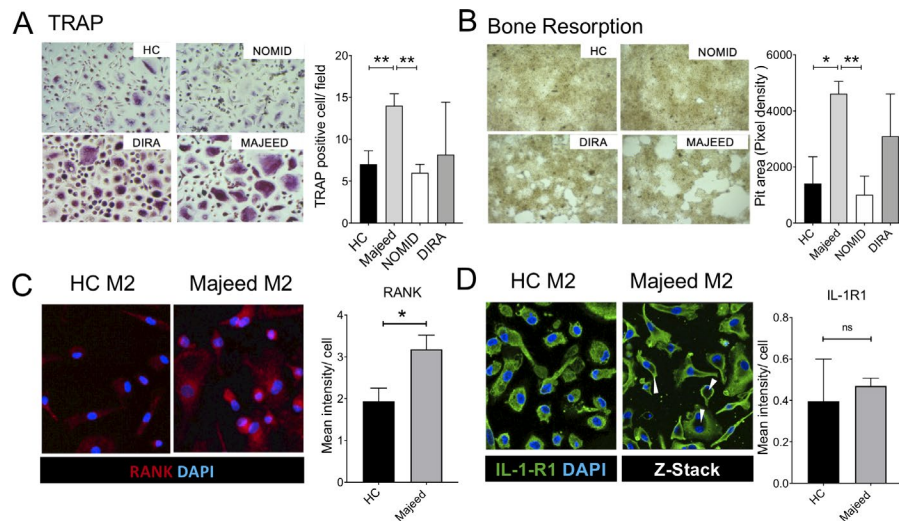 A TRAP
HC
NOMID
DIRA
MAJEED
TRAP positive cell/ field
20
15
10
5
0
**
**
HC
Majeed
NOMID
DIRA
B Bone Resorption
HC
NOMID
DIRA
MAJEED
Pit area (Pixel density)
6000
4000
2000
0
*
**
HC
Majeed
NOMID
DIRA
C
HC M2
Majeed M2
RANK DAPI
RANK
Mean intensity/ cell
4
3
2
1
0
*
HC
Majeed
D
HC M2
Majeed M2
IL-1-R1 DAPI
Z-Stack
IL-1R1
Mean intensity/ cell
0.8
0.6
0.4
0.2
0.0
ns
HC
Majeed